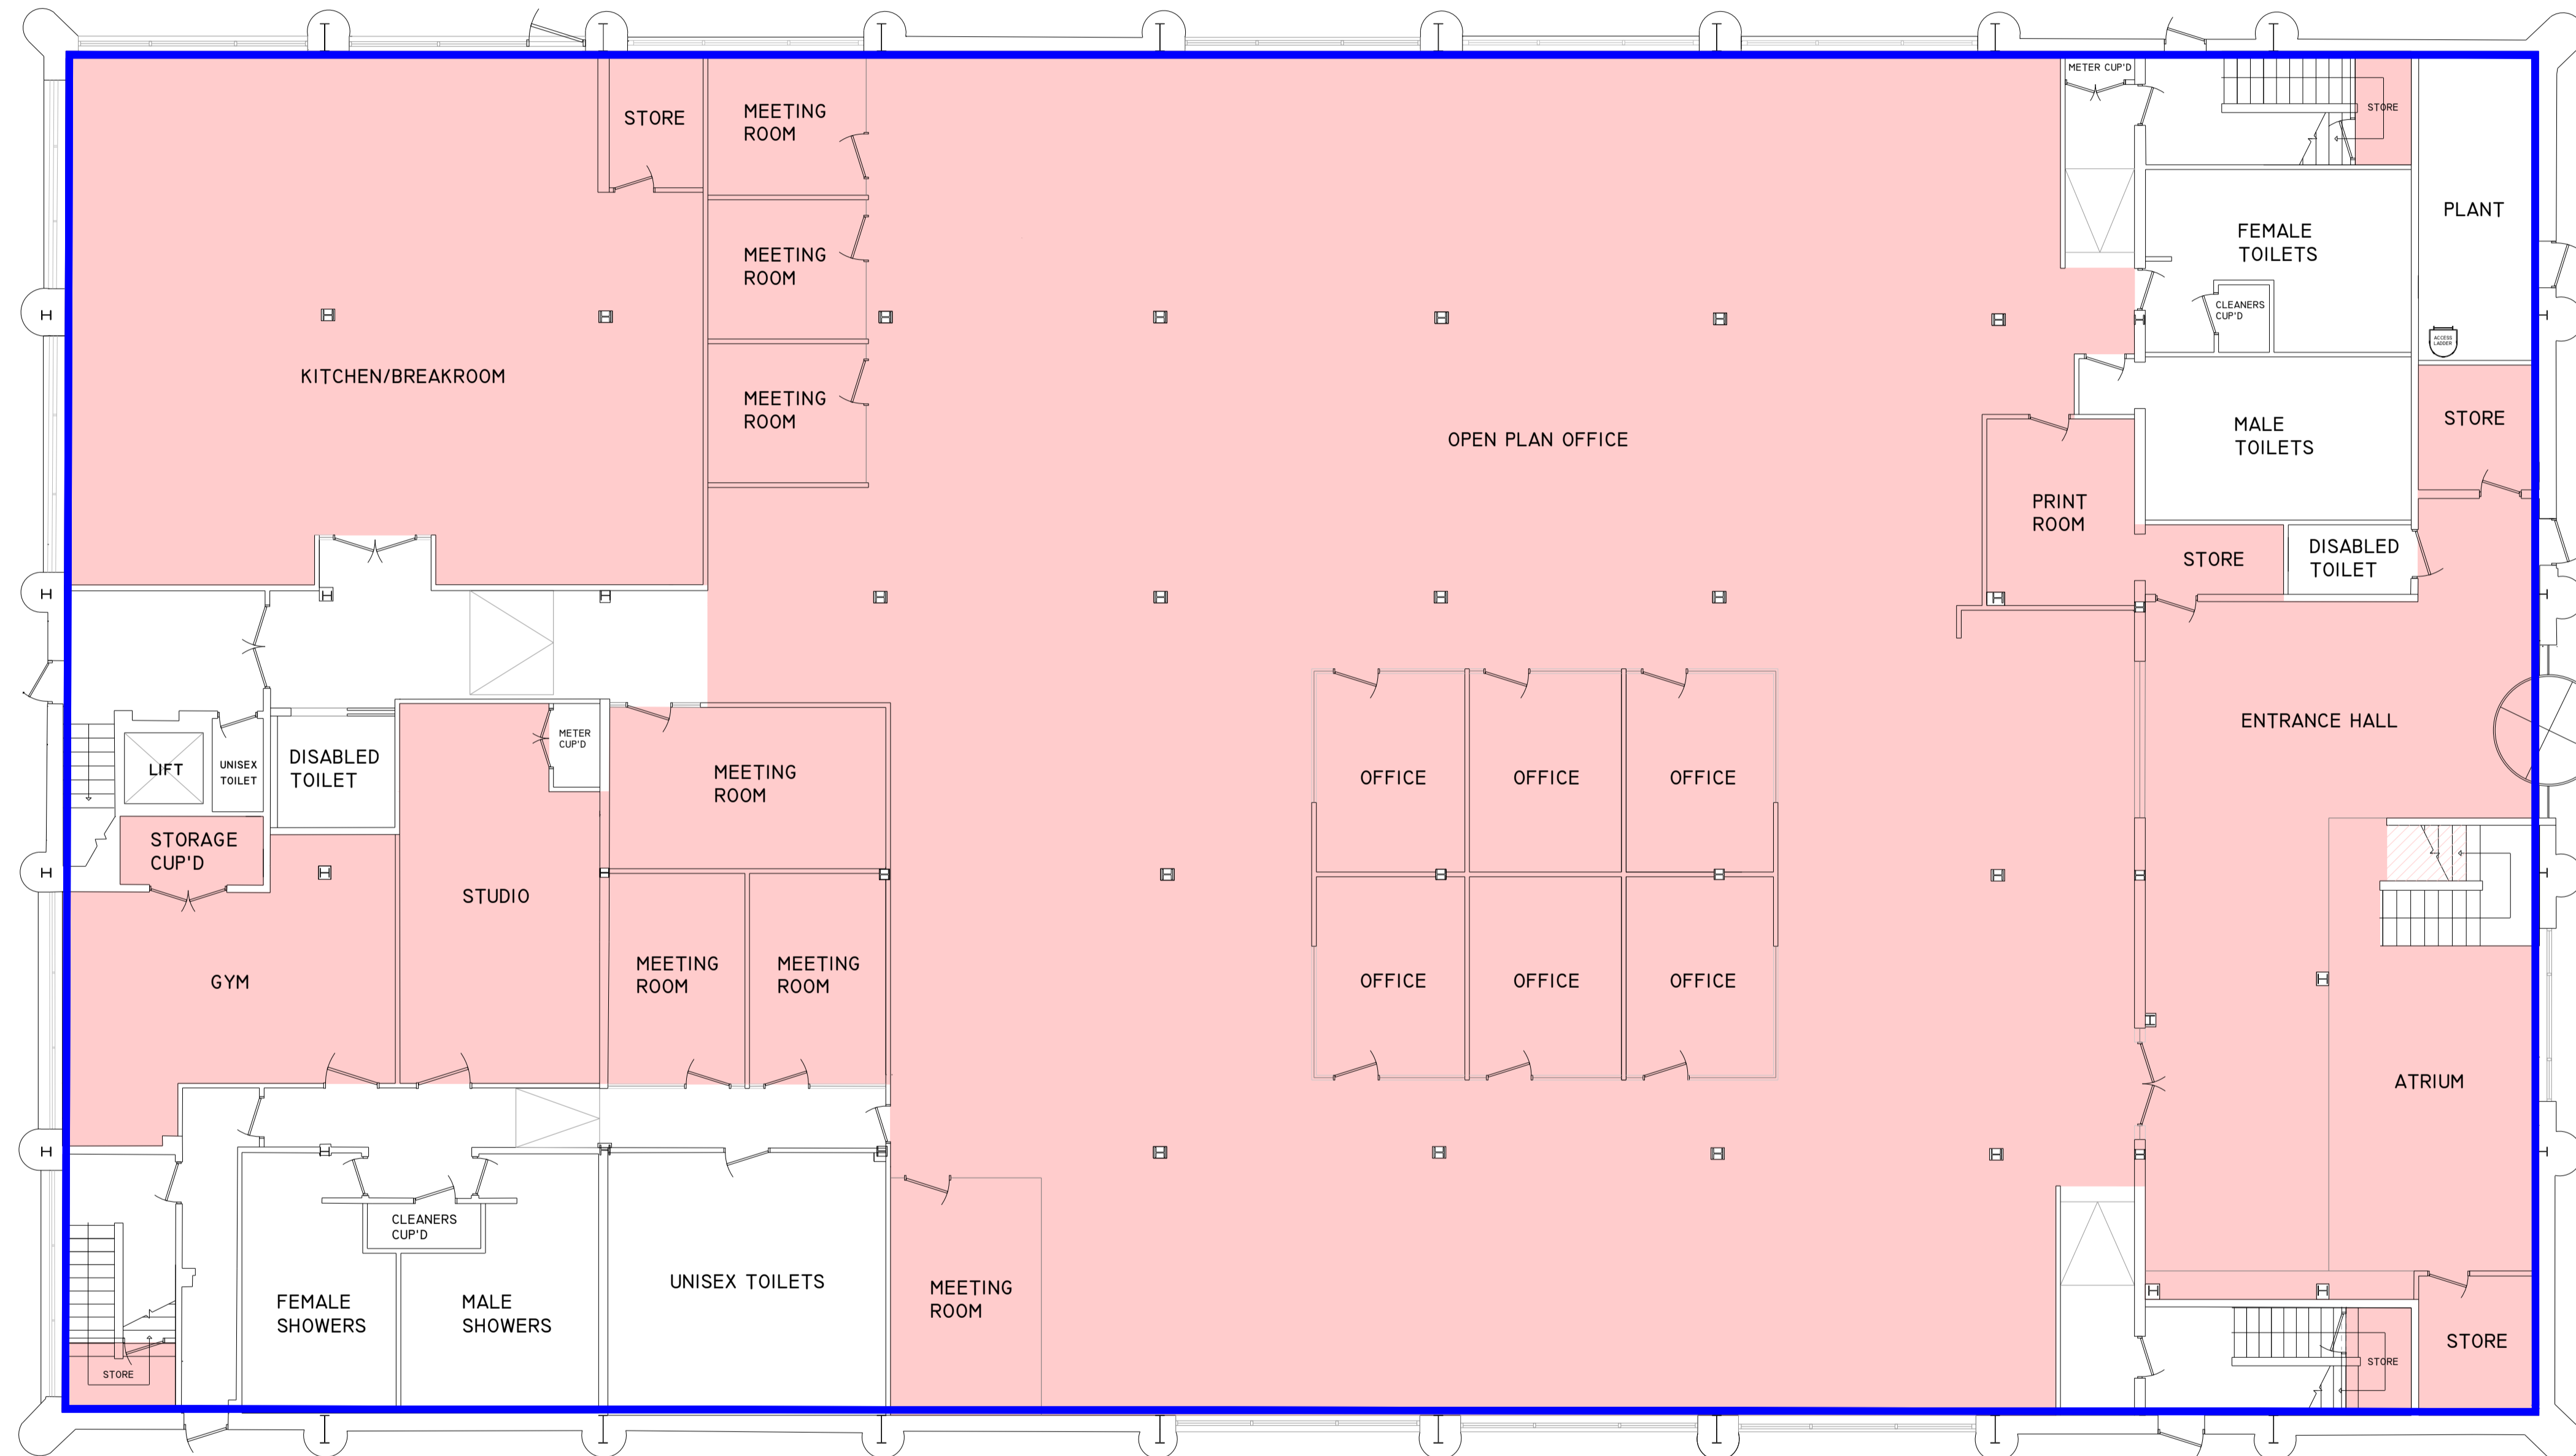 METER CUP'D
STORE
STORE
MEETING
ROOM
PLANT
FEMALE
TOILETS
MEETING
ROOM
CLEANERS
CUP'D
ACCESS
LADDER
KITCHEN/BREAKROOM
MEETING
ROOM
OPEN PLAN OFFICE
MALE
TOILETS
STORE
PRINT
ROOM
STORE
DISABLED
TOILET
ENTRANCE HALL
METER
CUP'D
LIFT
UNISEX
TOILET
DISABLED
TOILET
MEETING
ROOM
OFFICE
OFFICE
OFFICE
STORAGE
CUP'D
STUDIO
GYM
MEETING
ROOM
MEETING
ROOM
OFFICE
OFFICE
OFFICE
ATRIUM
CLEANERS
CUP'D
UNISEX TOILETS
FEMALE
SHOWERS
MALE
SHOWERS
MEETING
ROOM
STORE
STORE
STORE